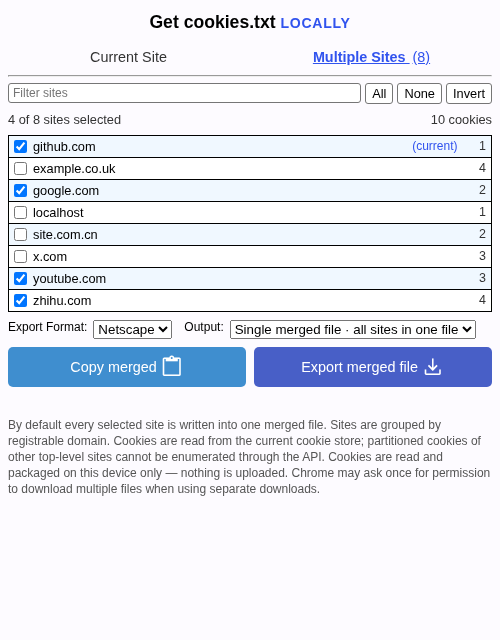 Get cookies.txt LOCALLY
Current Site
Multiple Sites (8)
Filter sites
All
None
Invert
4 of 8 sites selected
10 cookies
github.com (current) 1
example.co.uk 4
google.com 2
localhost 1
site.com.cn 2
x.com 3
youtube.com 3
zhihu.com 4
Export Format: Netscape Output: Single merged file · all sites in one file
Copy merged
Export merged file
By default every selected site is written into one merged file. Sites are grouped by
registrable domain. Cookies are read from the current cookie store; partitioned cookies of
other top-level sites cannot be enumerated through the API. Cookies are read and
packaged on this device only — nothing is uploaded. Chrome may ask once for permission
to download multiple files when using separate downloads.